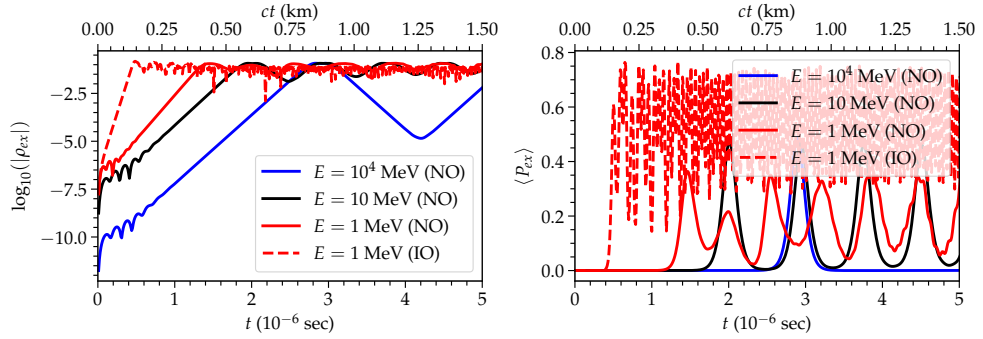 ct (km)
0.00 0.25 0.50 0.75 1.00 1.25 1.50
log₁₀⟨|ρₑₓ|⟩
−2.5
−5.0
−7.5
−10.0
E = 10⁴ MeV (NO)
E = 10 MeV (NO)
E = 1 MeV (NO)
E = 1 MeV (IO)
0 1 2 3 4 5
t (10⁻⁶ sec)
ct (km)
0.00 0.25 0.50 0.75 1.00 1.25 1.50
⟨Pₑₓ⟩
0.8
0.6
0.4
0.2
0.0
E = 10⁴ MeV (NO)
E = 10 MeV (NO)
E = 1 MeV (NO)
E = 1 MeV (IO)
0 1 2 3 4 5
t (10⁻⁶ sec)